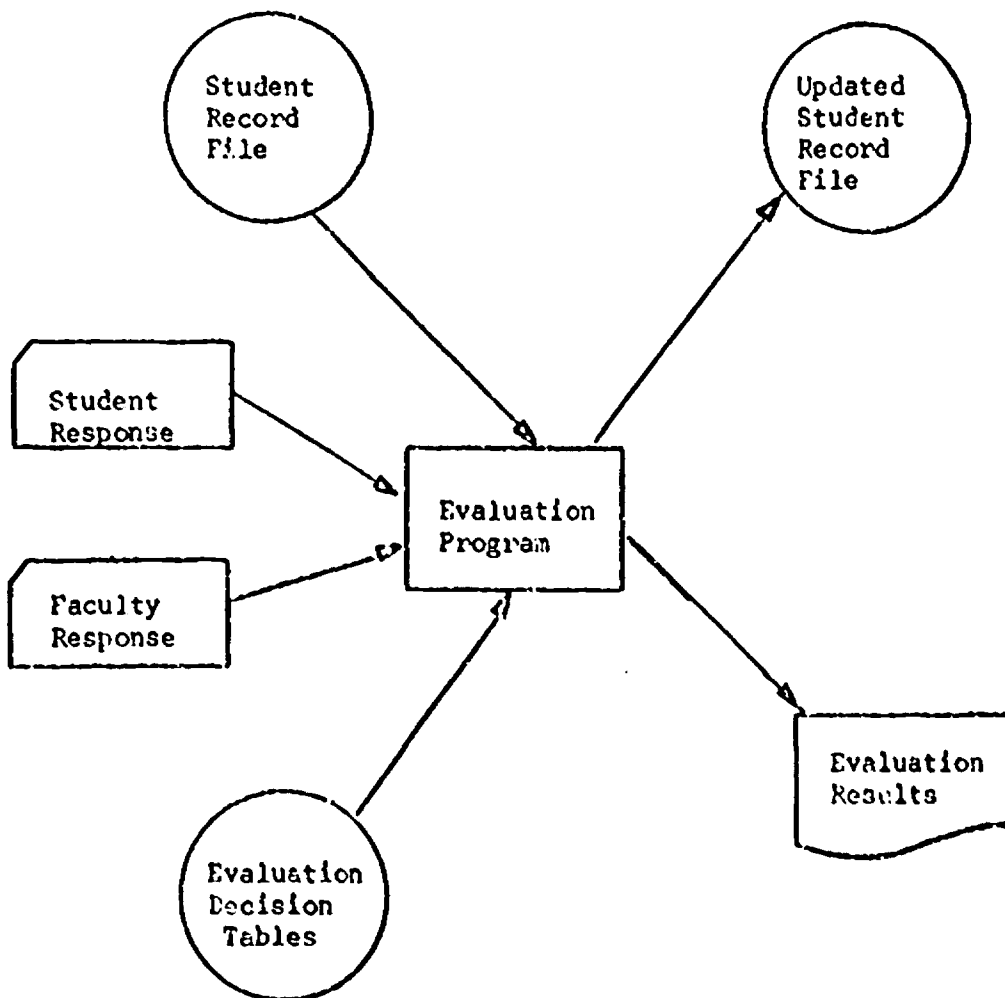 Student
Record
File
Updated
Student
Record
File
Student
Response
Evaluation
Program
Faculty
Response
Evaluation
Results
Evaluation
Decision
Tables